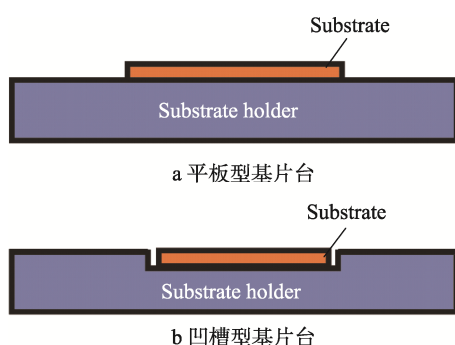 Substrate
Substrate holder
a 平板型基片台
Substrate
Substrate holder
b 凹槽型基片台